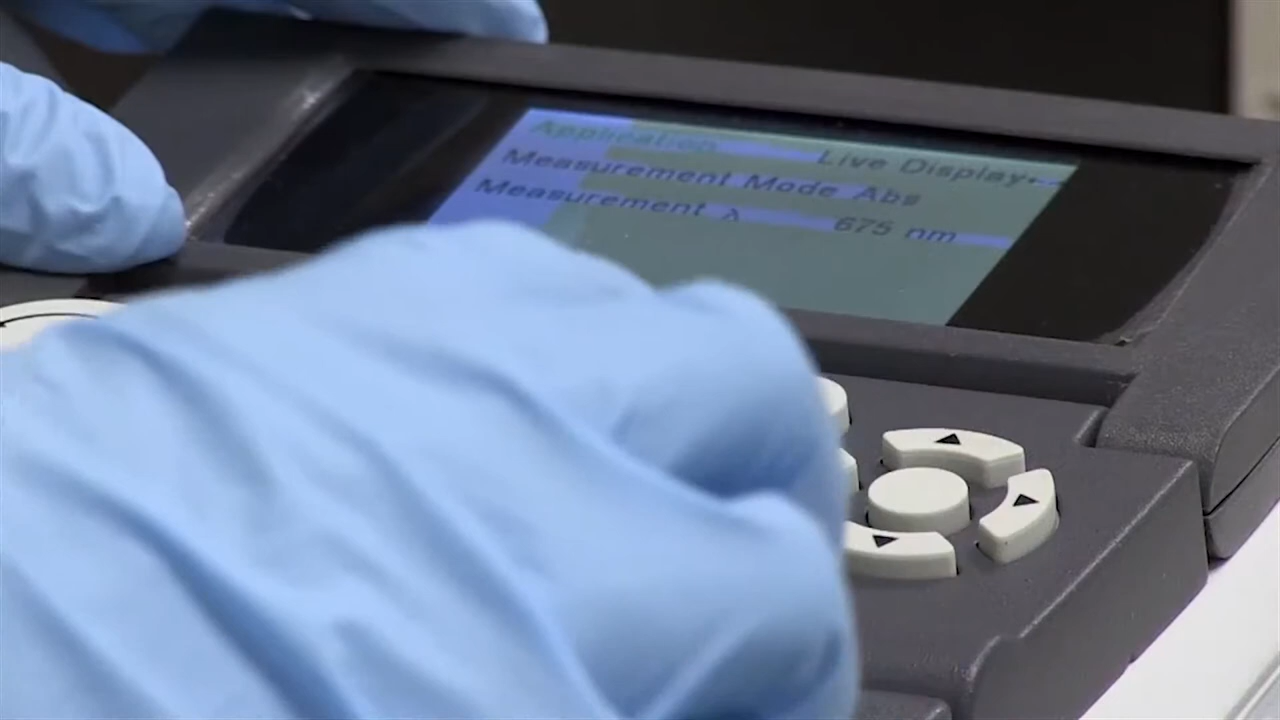 Application Live Display
Measurement Mode Abs
Measurement λ 675 nm